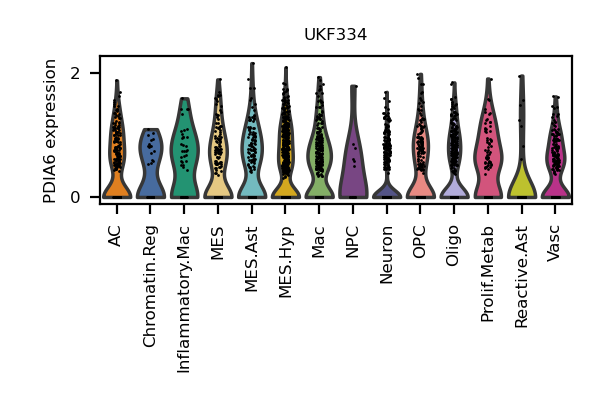 UKF334
PDIA6 expression
2
0
AC
Chromatin.Reg
Inflammatory.Mac
MES
MES.Ast
MES.Hyp
Mac
NPC
Neuron
OPC
Oligo
Prolif.Metab
Reactive.Ast
Vasc